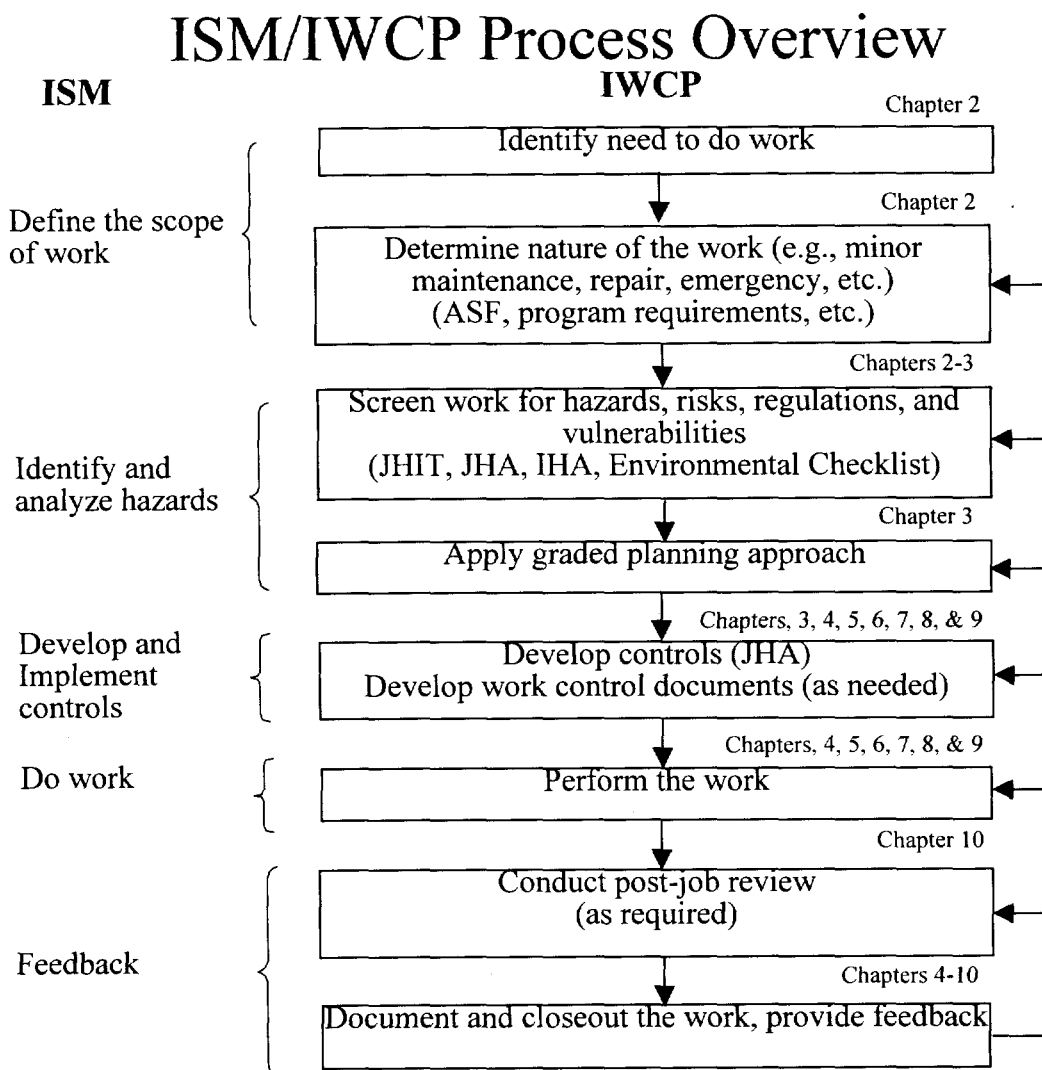 ISM/IWCP Process Overview
ISM
IWCP
Chapter 2
Identify need to do work
Define the scope
of work
Chapter 2
Determine nature of the work (e.g., minor
maintenance, repair, emergency, etc.)
(ASF, program requirements, etc.)
Chapters 2-3
Identify and
analyze hazards
Screen work for hazards, risks, regulations, and
vulnerabilities
(JHIT, JHA, IHA, Environmental Checklist)
Chapter 3
Apply graded planning approach
Chapters, 3, 4, 5, 6, 7, 8, & 9
Develop and
Implement
controls
Develop controls (JHA)
Develop work control documents (as needed)
Chapters, 4, 5, 6, 7, 8, & 9
Do work
Perform the work
Chapter 10
Feedback
Conduct post-job review
(as required)
Chapters 4-10
Document and closeout the work, provide feedback